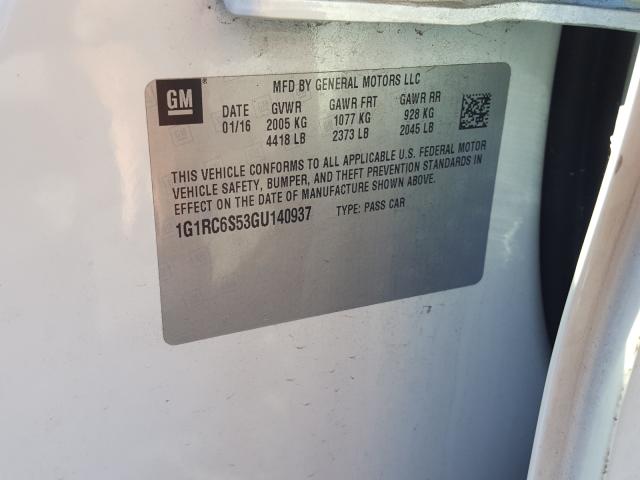 GM
MFD BY GENERAL MOTORS LLC
DATE GVWR GAWR FRT GAWR RR
01/16 2005 KG 1077 KG 928 KG
4418 LB 2373 LB 2045 LB
THIS VEHICLE CONFORMS TO ALL APPLICABLE U.S. FEDERAL MOTOR
VEHICLE SAFETY, BUMPER, AND THEFT PREVENTION STANDARDS IN
EFFECT ON THE DATE OF MANUFACTURE SHOWN ABOVE.
1G1RC6S53GU140937 TYPE: PASS CAR